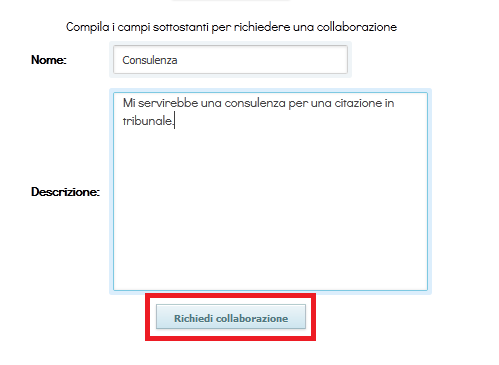 Compila i campi sottostanti per richiedere una collaborazione
Nome: Consulenza
Mi servirebbe una consulenza per una citazione in
tribunale.
Descrizione:
Richiedi collaborazione